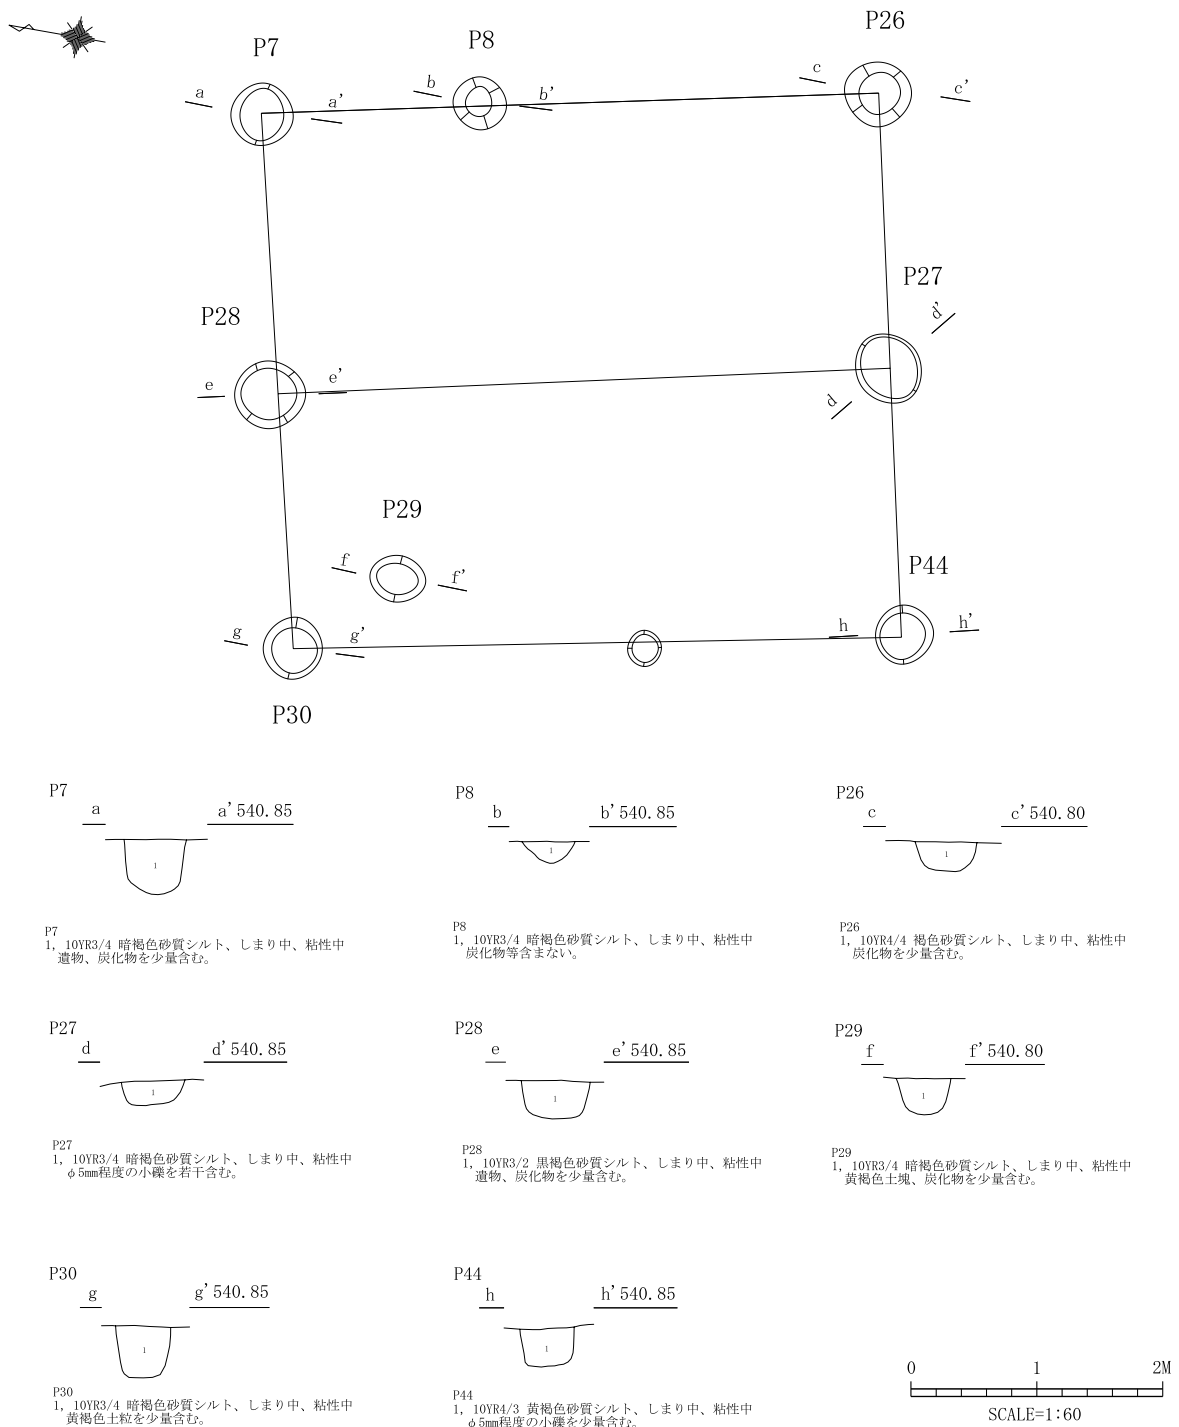 P26
P8
P7
c
c'
b
b'
a
a'
P27
d'
P28
e
e'
d
P29
f
f'
P44
h
h'
g
g'
P30
P7
a
a' 540.85
1
P7
1, 10YR3/4 暗褐色砂質シルト、しまり中、粘性中
遺物、炭化物を少量含む。
P8
b
b' 540.85
1
P8
1, 10YR3/4 暗褐色砂質シルト、しまり中、粘性中
炭化物等含まない。
P26
c
c' 540.80
1
P26
1, 10YR4/4 褐色砂質シルト、しまり中、粘性中
炭化物を少量含む。
P27
d
d' 540.85
1
P27
1, 10YR3/4 暗褐色砂質シルト、しまり中、粘性中
φ5mm程度の小礫を若干含む。
P28
e
e' 540.85
1
P28
1, 10YR3/2 黒褐色砂質シルト、しまり中、粘性中
遺物、炭化物を少量含む。
P29
f
f' 540.80
1
P29
1, 10YR3/4 暗褐色砂質シルト、しまり中、粘性中
黄褐色土塊、炭化物を少量含む。
P30
g
g' 540.85
1
P30
1, 10YR3/4 暗褐色砂質シルト、しまり中、粘性中
黄褐色土粒を少量含む。
P44
h
h' 540.85
1
P44
1, 10YR4/3 黄褐色砂質シルト、しまり中、粘性中
φ5mm程度の小礫を少量含む。
0 1 2M
SCALE=1:60